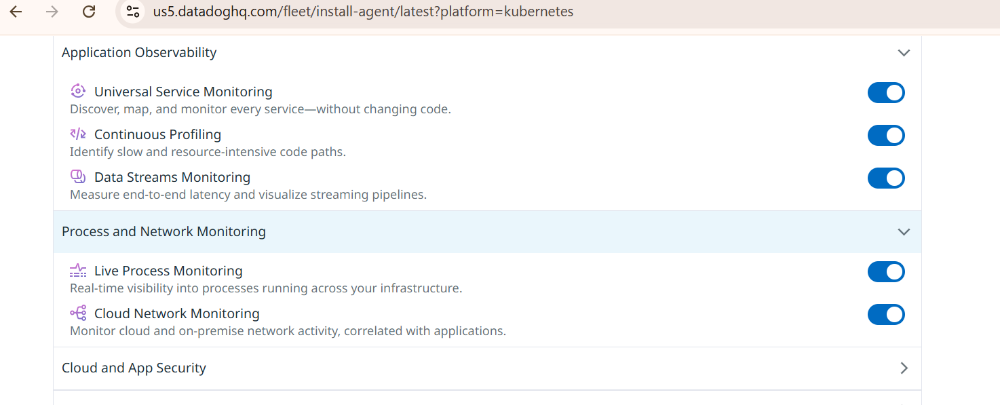 us5.datadoghq.com/fleet/install-agent/latest?platform=kubernetes
Application Observability
Universal Service Monitoring
Discover, map, and monitor every service—without changing code.
Continuous Profiling
Identify slow and resource-intensive code paths.
Data Streams Monitoring
Measure end-to-end latency and visualize streaming pipelines.
Process and Network Monitoring
Live Process Monitoring
Real-time visibility into processes running across your infrastructure.
Cloud Network Monitoring
Monitor cloud and on-premise network activity, correlated with applications.
Cloud and App Security